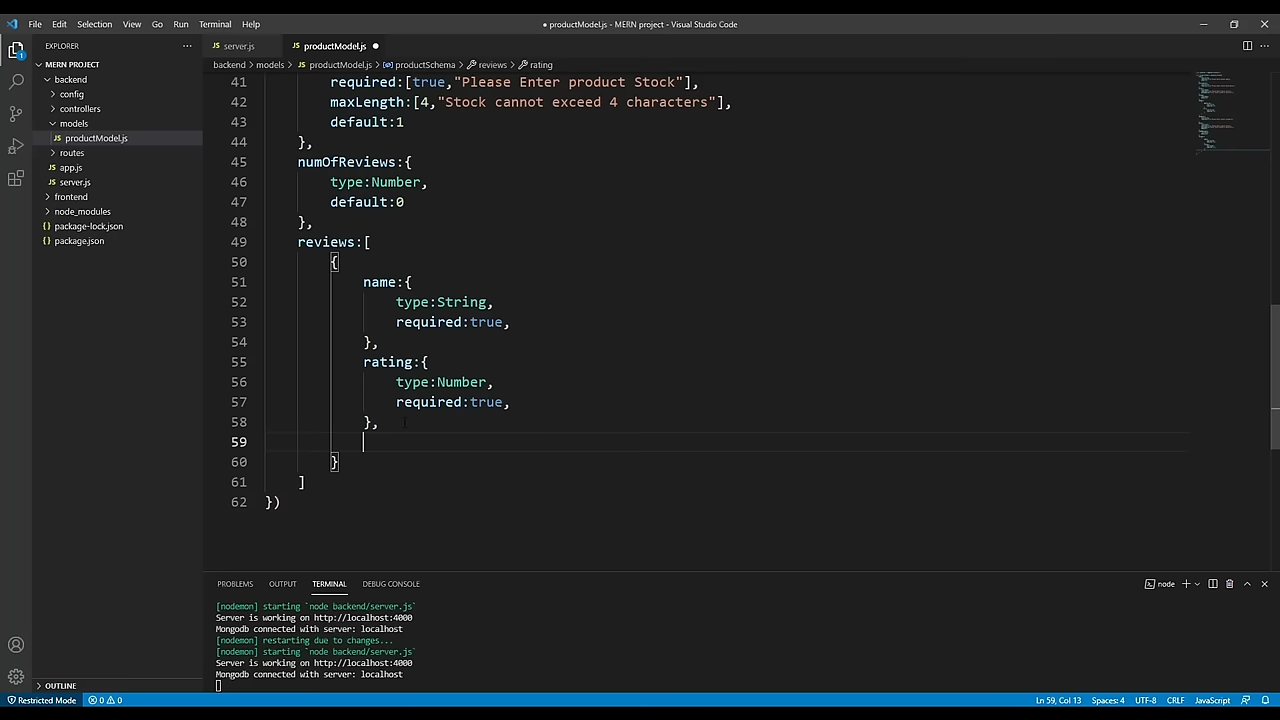 File Edit Selection View Go Run Terminal Help
● productModel.js - MERN project - Visual Studio Code
EXPLORER
MERN PROJECT
backend
config
controllers
models
JS productModel.js
routes
JS app.js
JS server.js
frontend
node_modules
{} package-lock.json
{} package.json
OUTLINE
1
JS server.js
JS productModel.js ●
backend > models > JS productModel.js > productSchema > reviews > rating
41 required:[true,"Please Enter product Stock"],
42 maxLength:[4,"Stock cannot exceed 4 characters"],
43 default:1
44 },
45 numOfReviews:{
46 type:Number,
47 default:0
48 },
49 reviews:[
50 {
51 name:{
52 type:String,
53 required:true,
54 },
55 rating:{
56 type:Number,
57 required:true,
58 },
59
60 }
61 ]
62 })
PROBLEMS OUTPUT TERMINAL DEBUG CONSOLE
node
[nodemon] starting `node backend/server.js`
Server is working on http://localhost:4000
Mongodb connected with server: localhost
[nodemon] restarting due to changes...
[nodemon] starting `node backend/server.js`
Server is working on http://localhost:4000
Mongodb connected with server: localhost
Restricted Mode 0 0 Ln 59, Col 13 Spaces: 4 UTF-8 CRLF JavaScript